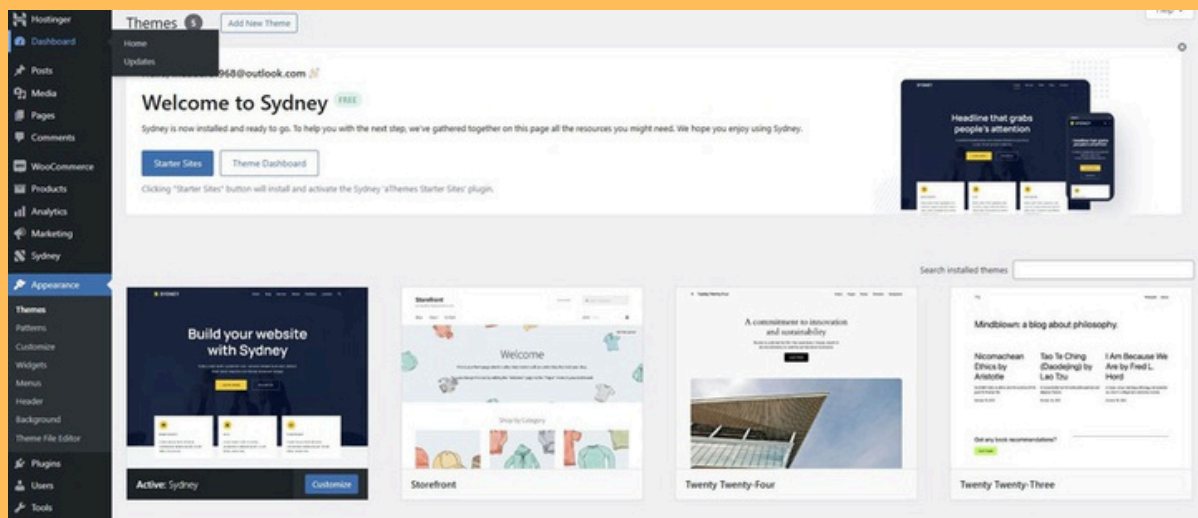 Hostinger
Dashboard
Home
Updates
Posts
Media
Pages
Comments
WooCommerce
Products
Analytics
Marketing
Sydney
Appearance
Themes
Patterns
Customize
Widgets
Menus
Header
Background
Theme File Editor
Plugins
Users
Tools
Themes 5 Add New Theme
Help
968@outlook.com
Welcome to Sydney FREE
Sydney is now installed and ready to go. To help you with the next step, we've gathered together on this page all the resources you might need. We hope you enjoy using Sydney.
Starter Sites Theme Dashboard
Clicking "Starter Sites" button will install and activate the Sydney 'aThemes Starter Sites' plugin.
Headline that grabs
people's attention
Search installed themes
SYDNEY
Build your website
with Sydney
Active: Sydney Customize
Storefront
Welcome
Shop by Category
Storefront
Twenty Twenty-Four
A commitment to innovation
and sustainability
Twenty Twenty-Four
Mindblown: a blog about philosophy.
Nicomachean
Ethics by
Aristotle
Tao Te Ching
(Daodejing) by
Lao Tzu
I Am Because We
Are by Fred L.
Hord
Got any book recommendations?
Twenty Twenty-Three